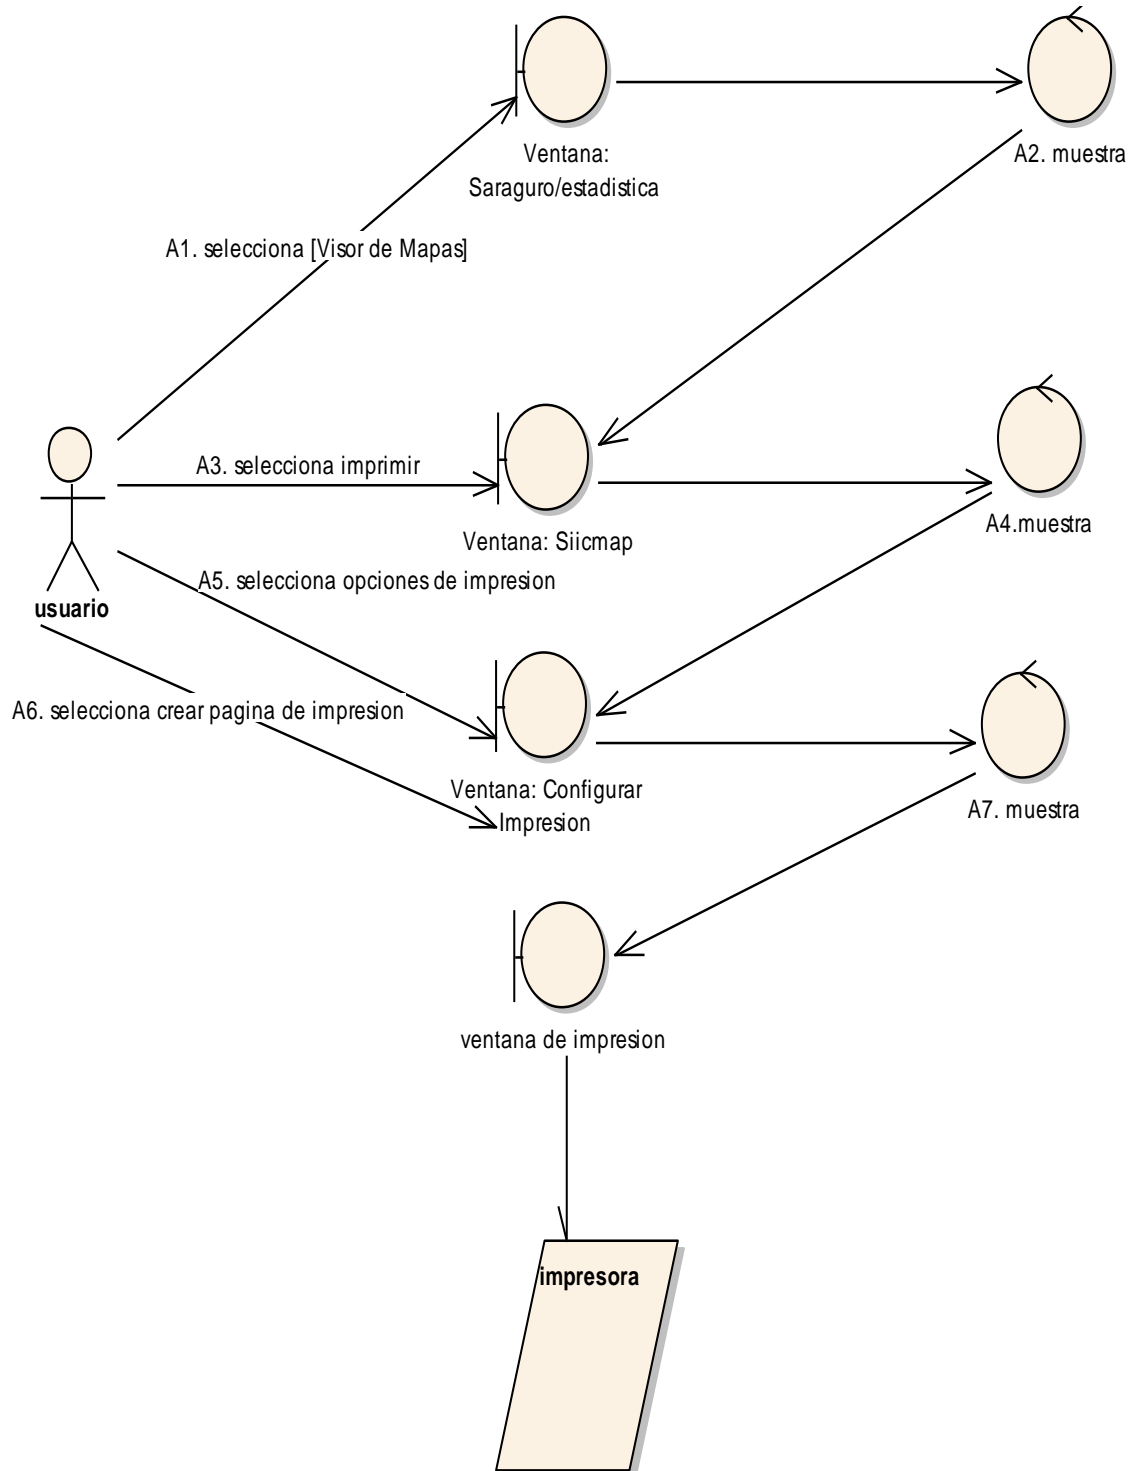 Ventana:
Saraguro/estadistica
A2. muestra
A1. selecciona [Visor de Mapas]
A3. selecciona imprimir
Ventana: Siicmap
A4.muestra
A5. selecciona opciones de impresion
usuario
A6. selecciona crear pagina de impresion
Ventana: Configurar
Impresion
A7. muestra
ventana de impresion
impresora